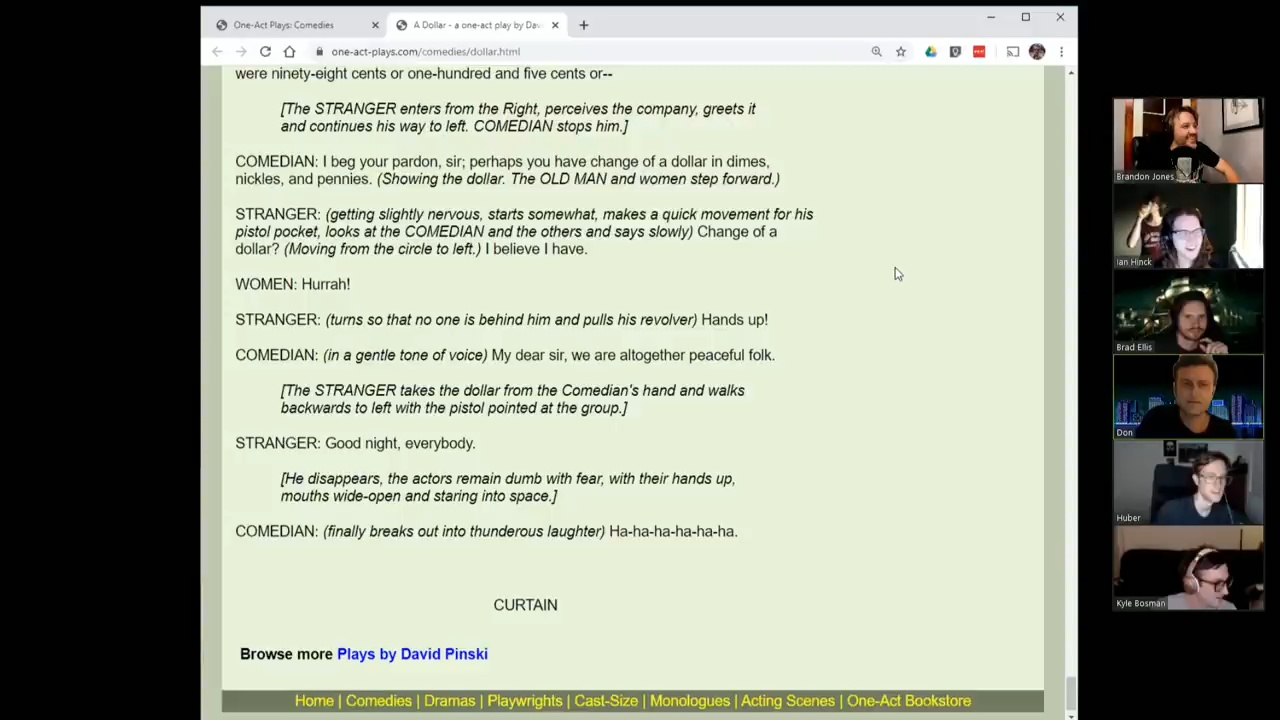 One-Act Plays: Comedies
A Dollar - a one-act play by Dav
one-act-plays.com/comedies/dollar.html
were ninety-eight cents or one-hundred and five cents or--
[The STRANGER enters from the Right, perceives the company, greets it
and continues his way to left. COMEDIAN stops him.]
COMEDIAN: I beg your pardon, sir; perhaps you have change of a dollar in dimes,
nickles, and pennies. (Showing the dollar. The OLD MAN and women step forward.)
STRANGER: (getting slightly nervous, starts somewhat, makes a quick movement for his
pistol pocket, looks at the COMEDIAN and the others and says slowly) Change of a
dollar? (Moving from the circle to left.) I believe I have.
WOMEN: Hurrah!
STRANGER: (turns so that no one is behind him and pulls his revolver) Hands up!
COMEDIAN: (in a gentle tone of voice) My dear sir, we are altogether peaceful folk.
[The STRANGER takes the dollar from the Comedian's hand and walks
backwards to left with the pistol pointed at the group.]
STRANGER: Good night, everybody.
[He disappears, the actors remain dumb with fear, with their hands up,
mouths wide-open and staring into space.]
COMEDIAN: (finally breaks out into thunderous laughter) Ha-ha-ha-ha-ha-ha.
CURTAIN
Browse more Plays by David Pinski
Home | Comedies | Dramas | Playwrights | Cast-Size | Monologues | Acting Scenes | One-Act Bookstore
Brandon Jones
Ian Hinck
Brad Ellis
Don
Huber
Kyle Bosman